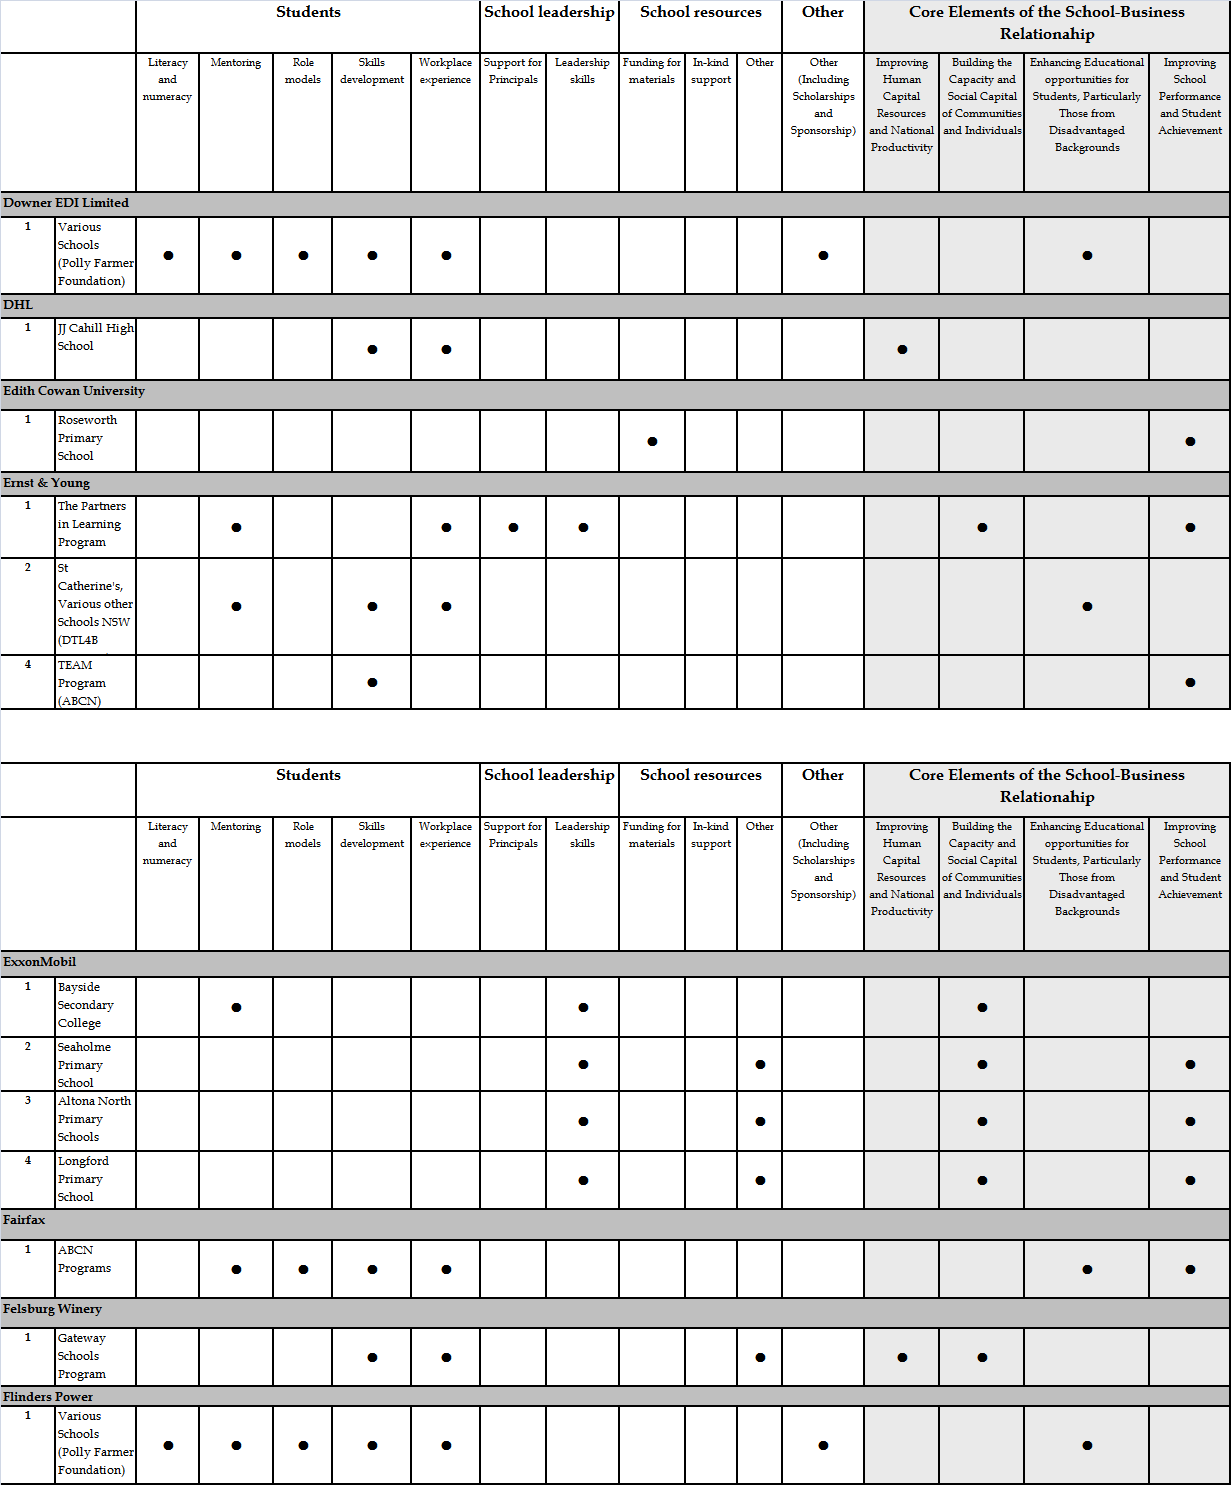 Students School leadership School resources Other Core Elements of the School-Business
Relationahip
Literacy Mentoring Role Skills Workplace Support for Leadership Funding for In-kind Other Other Improving Building the Enhancing Educational Improving
and models development experience Principals skills materials support (Including Human Capacity and opportunities for School
numeracy Scholarships Capital Social Capital Students, Particularly Performance
and Resources of Communities Those from and Student
Sponsorship) and National and Individuals Disadvantaged Achievement
Productivity Backgrounds
Downer EDI Limited
1 Various
Schools
(Polly Farmer
Foundation)
● ● ● ● ● ● ●
DHL
1 JJ Cahill High
School
● ● ●
Edith Cowan University
1 Roseworth
Primary
School
● ●
Ernst & Young
1 The Partners
in Learning
Program
● ● ● ● ● ●
2 St
Catherine's,
Various other
Schools NSW
(DTL4B
● ● ● ●
4 TEAM
Program
(ABCN)
● ●
Students School leadership School resources Other Core Elements of the School-Business
Relationahip
Literacy Mentoring Role Skills Workplace Support for Leadership Funding for In-kind Other Other Improving Building the Enhancing Educational Improving
and models development experience Principals skills materials support (Including Human Capacity and opportunities for School
numeracy Scholarships Capital Social Capital Students, Particularly Performance
and Resources of Communities Those from and Student
Sponsorship) and National and Individuals Disadvantaged Achievement
Productivity Backgrounds
ExxonMobil
1 Bayside
Secondary
College
● ● ●
2 Seaholme
Primary
School
● ● ● ●
3 Altona North
Primary
Schools
● ● ● ●
4 Longford
Primary
School
● ● ● ●
Fairfax
1 ABCN
Programs
● ● ● ● ● ●
Felsburg Winery
1 Gateway
Schools
Program
● ● ● ● ●
Flinders Power
1 Various
Schools
(Polly Farmer
Foundation)
● ● ● ● ● ● ●